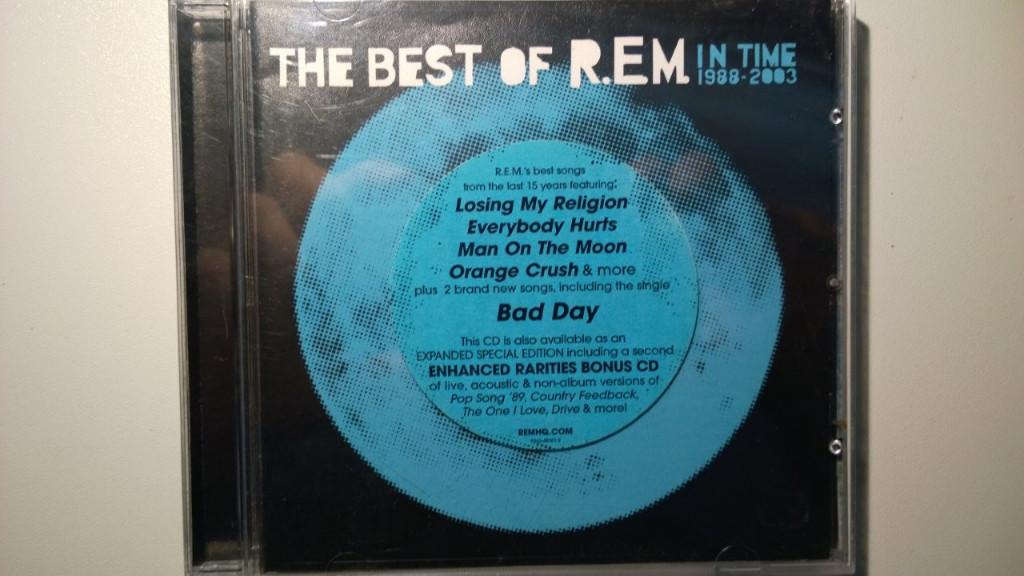 THE BEST OF R.E.M. IN TIME
1988-2003
R.E.M.'s best songs
from the last 15 years featuring:
Losing My Religion
Everybody Hurts
Man On The Moon
Orange Crush & more
plus 2 brand new songs, including the single
Bad Day
This CD is also available as an
EXPANDED SPECIAL EDITION including a second
ENHANCED RARITIES BONUS CD
of live, acoustic & non-album versions of
Pop Song '89, Country Feedback,
The One I Love, Drive & more!
REMHQ.COM